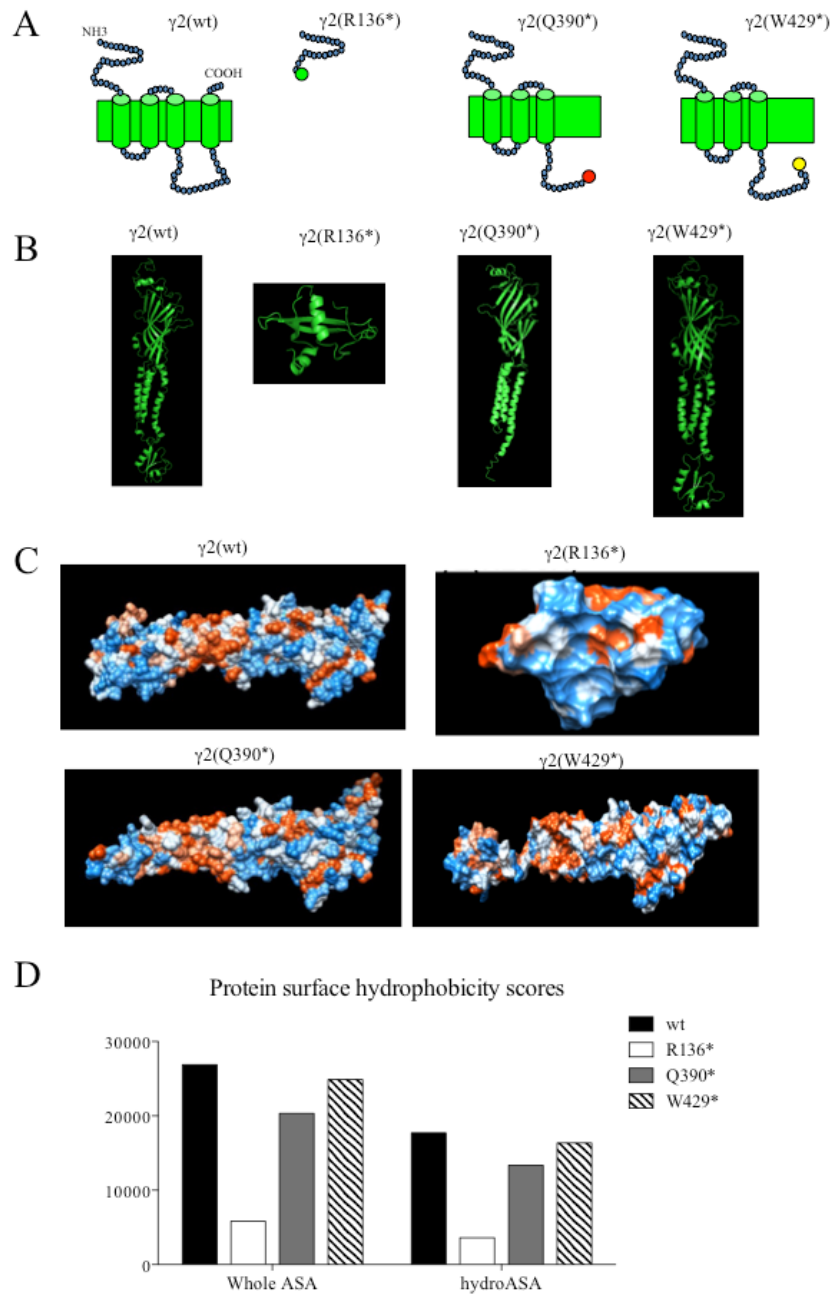 A
γ2(wt)
γ2(R136*)
γ2(Q390*)
γ2(W429*)
NH3
COOH
B
γ2(wt)
γ2(R136*)
γ2(Q390*)
γ2(W429*)
C
γ2(wt)
γ2(R136*)
γ2(Q390*)
γ2(W429*)
D
Protein surface hydrophobicity scores
wt
R136*
Q390*
W429*
30000
20000
10000
0
Whole ASA
hydroASA